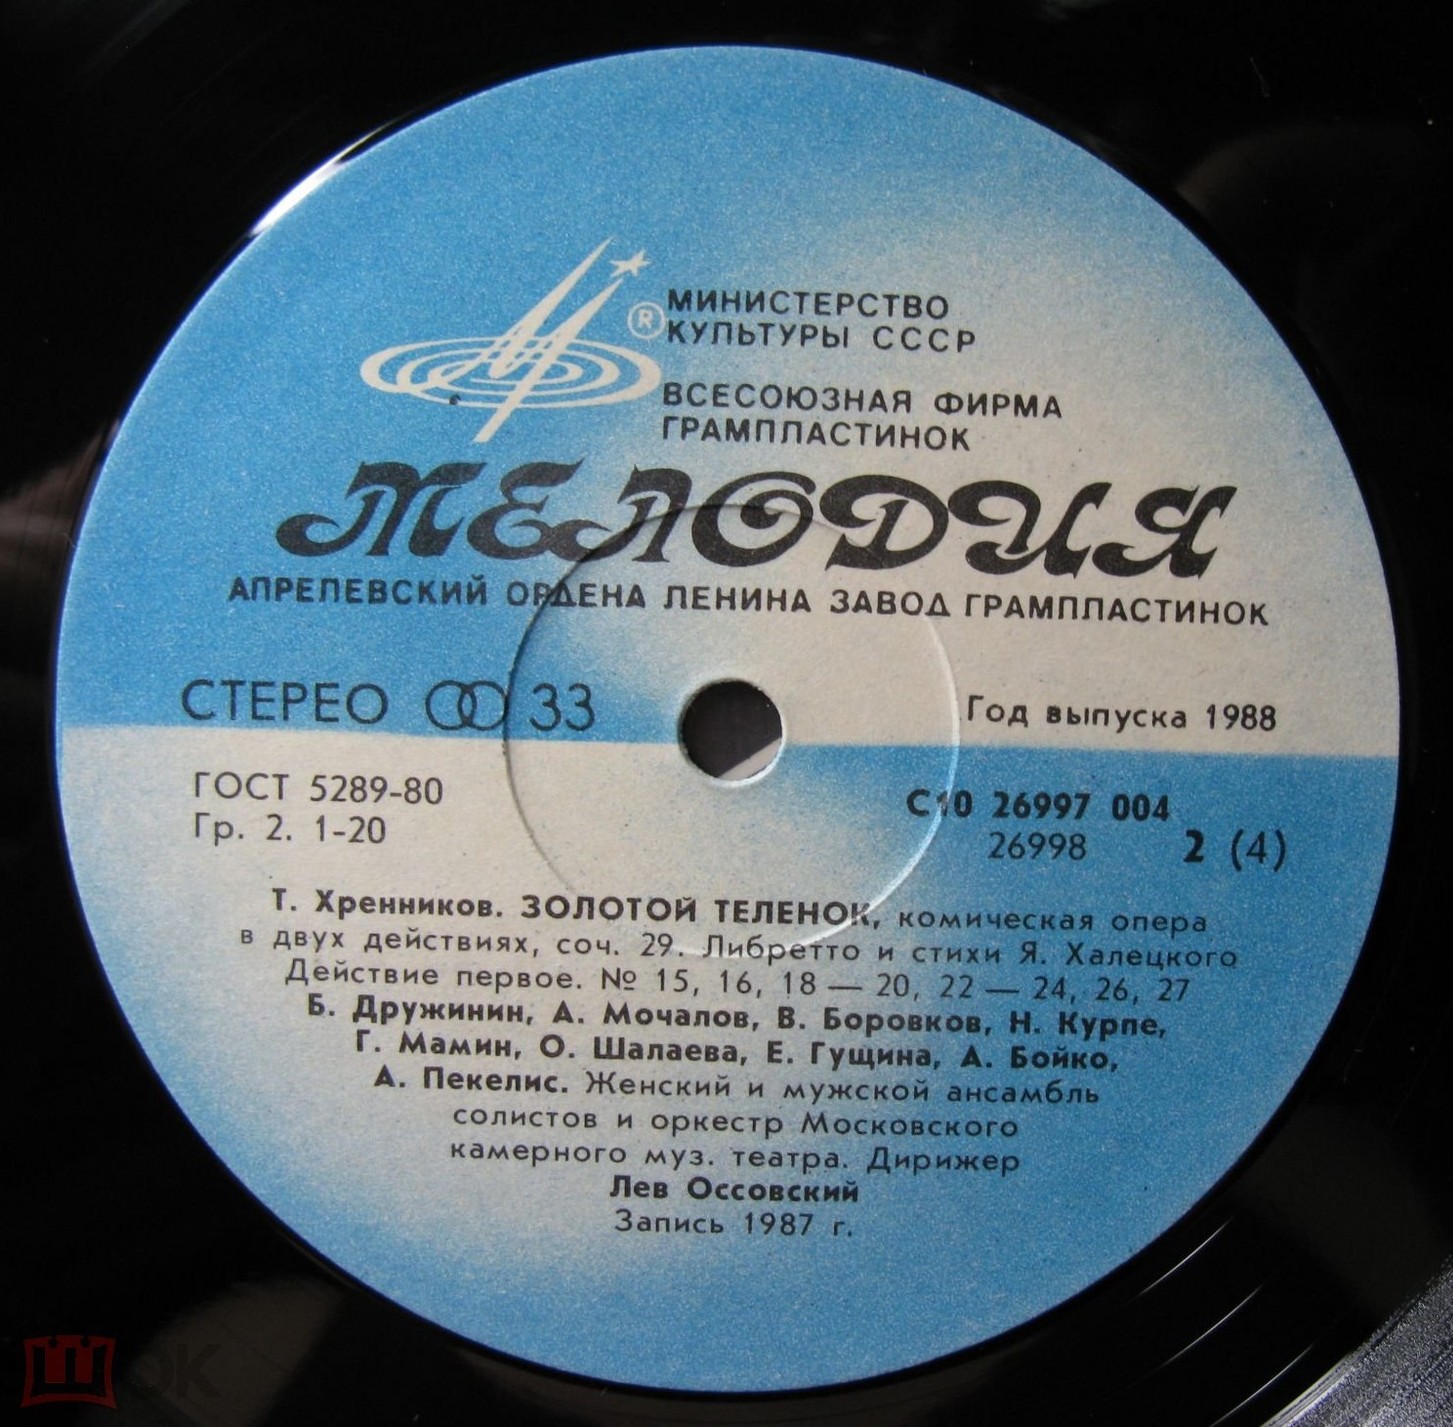 ®
МИНИСТЕРСТВО
КУЛЬТУРЫ СССР
ВСЕСОЮЗНАЯ ФИРМА
ГРАМПЛАСТИНОК
МЕЛОДИЯ
АПРЕЛЕВСКИЙ ОРДЕНА ЛЕНИНА ЗАВОД ГРАМПЛАСТИНОК
СТЕРЕО 33
Год выпуска 1988
ГОСТ 5289-80
Гр. 2. 1-20
С10 26997 004
26998 2 (4)
Т. Хренников. ЗОЛОТОЙ ТЕЛЕНОК, комическая опера
в двух действиях, соч. 29. Либретто и стихи Я. Халецкого
Действие первое. № 15, 16, 18 — 20, 22 — 24, 26, 27
Б. Дружинин, А. Мочалов, В. Боровков, Н. Курпе,
Г. Мамин, О. Шалаева, Е. Гущина, А. Бойко,
А. Пекелис. Женский и мужской ансамбль
солистов и оркестр Московского
камерного муз. театра. Дирижер
Лев Оссовский
Запись 1987 г.
ШОК